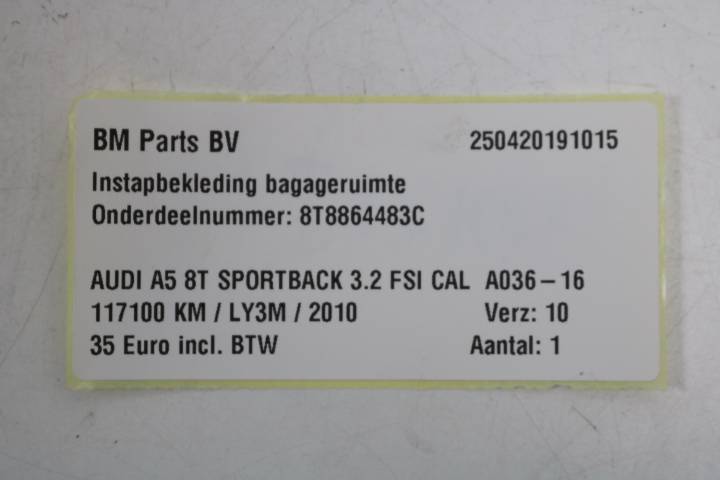 BM Parts BV 250420191015
Instapbekleding bagageruimte
Onderdeelnummer: 8T8864483C
AUDI A5 8T SPORTBACK 3.2 FSI CAL A036-16
117100 KM / LY3M / 2010 Verz: 10
35 Euro incl. BTW Aantal: 1